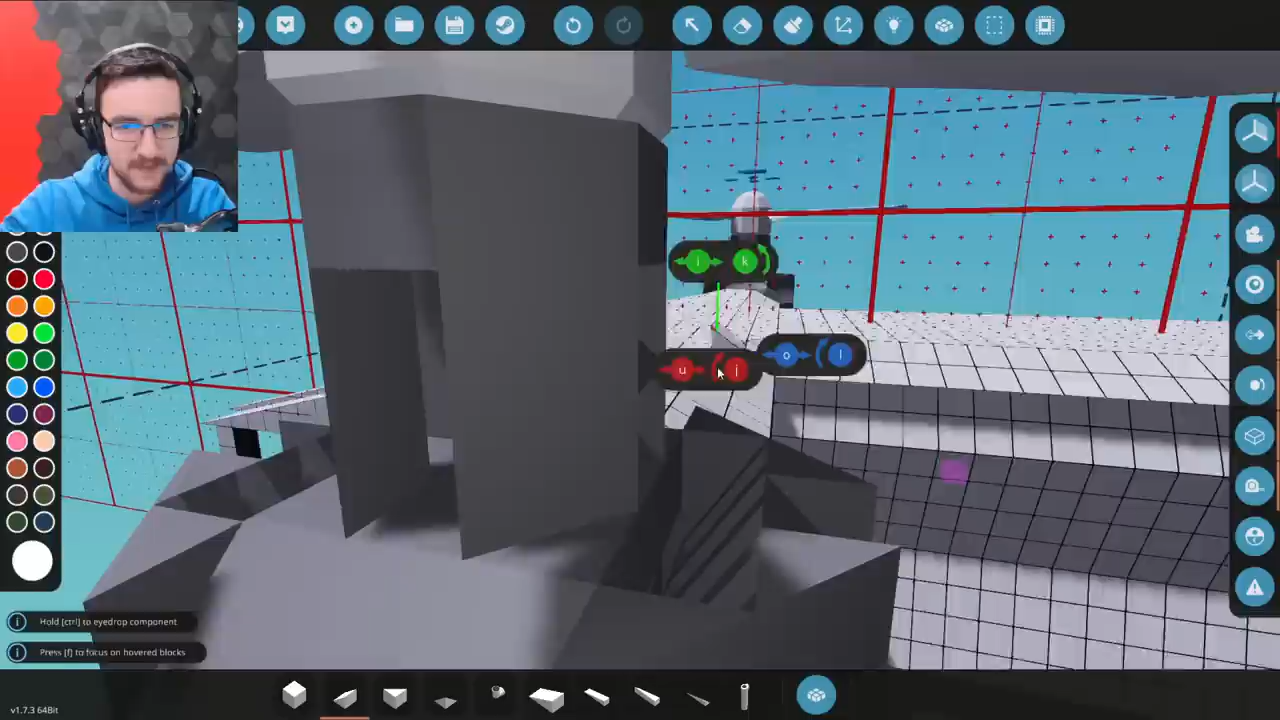 i k
u j
o l
Hold [ctrl] to eyedrop component
Press [f] to focus on hovered blocks
v1.7.3 64Bit